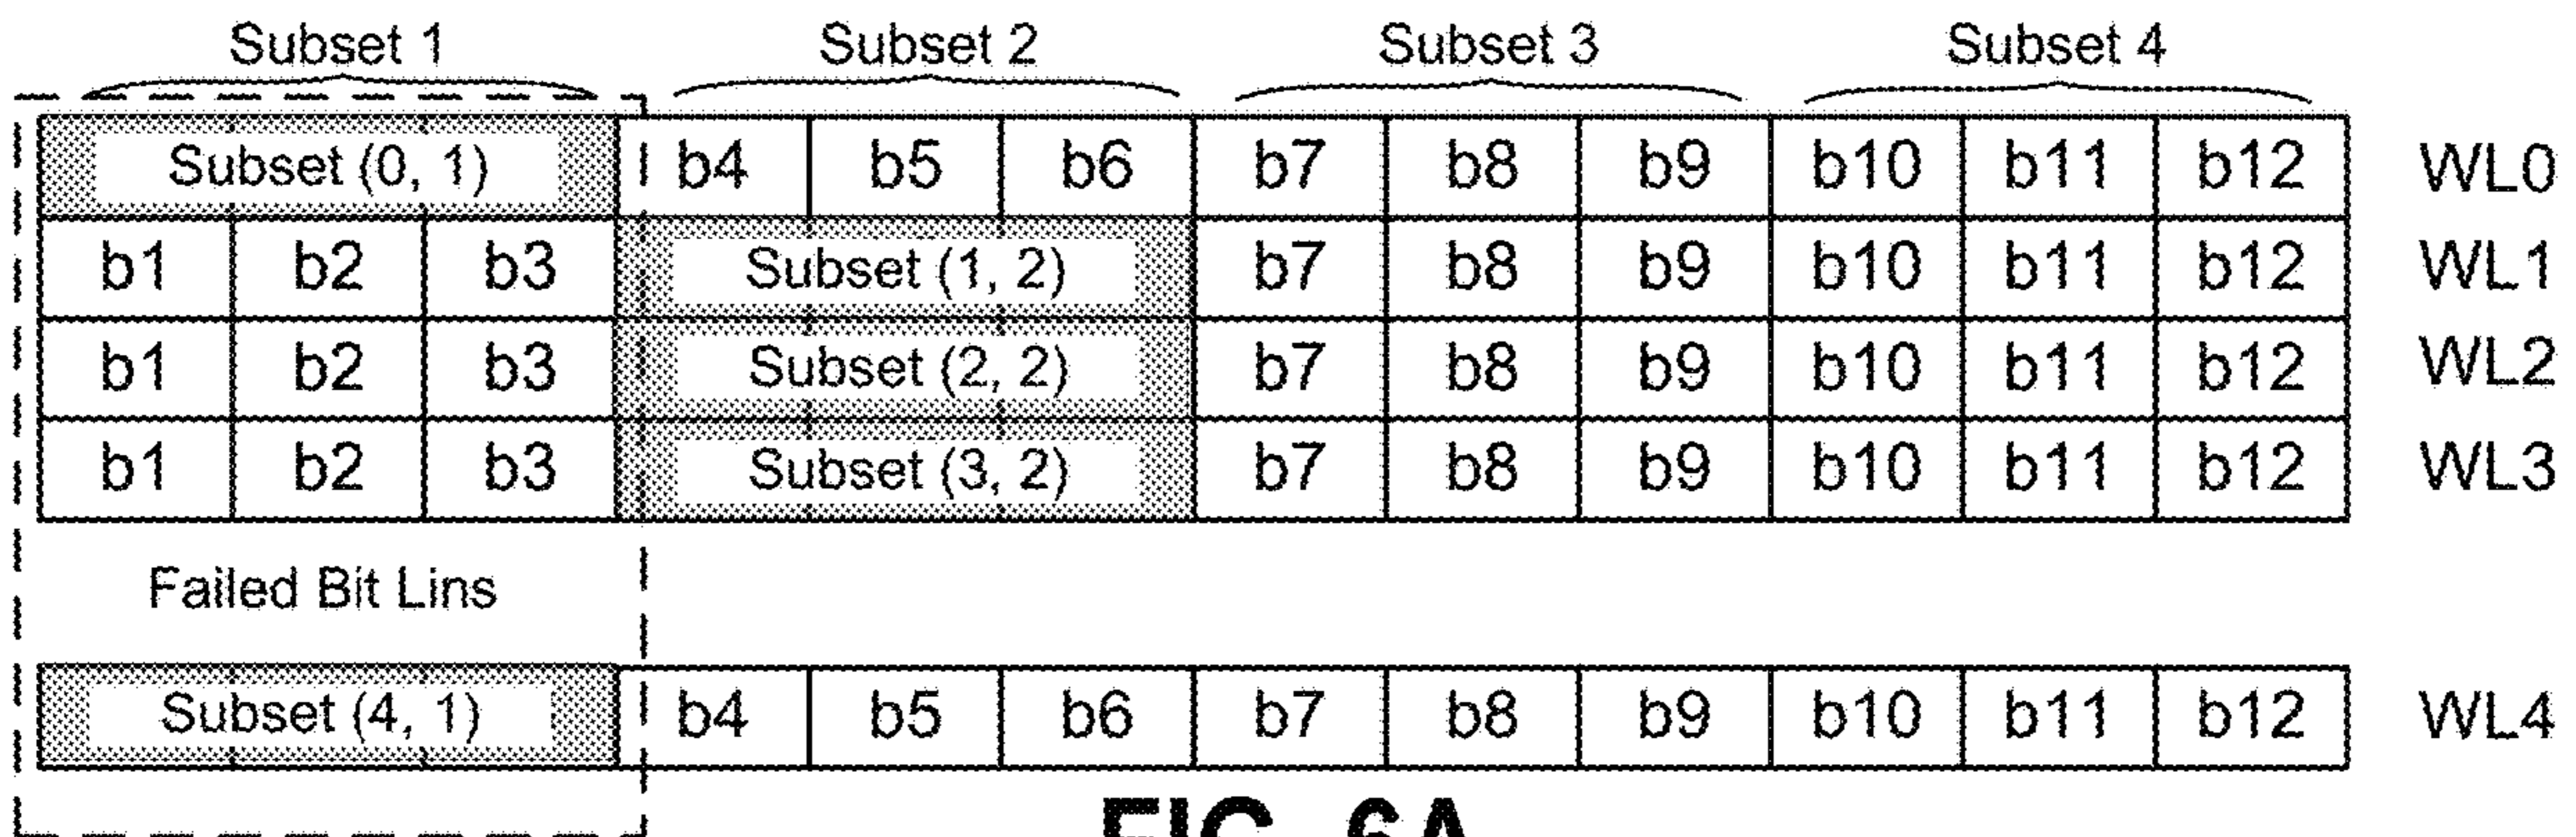 Subset 1 Subset 2 Subset 3 Subset 4
Subset (0, 1) b4 b5 b6 b7 b8 b9 b10 b11 b12 WL0
b1 b2 b3 Subset (1, 2) b7 b8 b9 b10 b11 b12 WL1
b1 b2 b3 Subset (2, 2) b7 b8 b9 b10 b11 b12 WL2
b1 b2 b3 Subset (3, 2) b7 b8 b9 b10 b11 b12 WL3
Failed Bit Lins
Subset (4, 1) b4 b5 b6 b7 b8 b9 b10 b11 b12 WL4
FIG. 6A